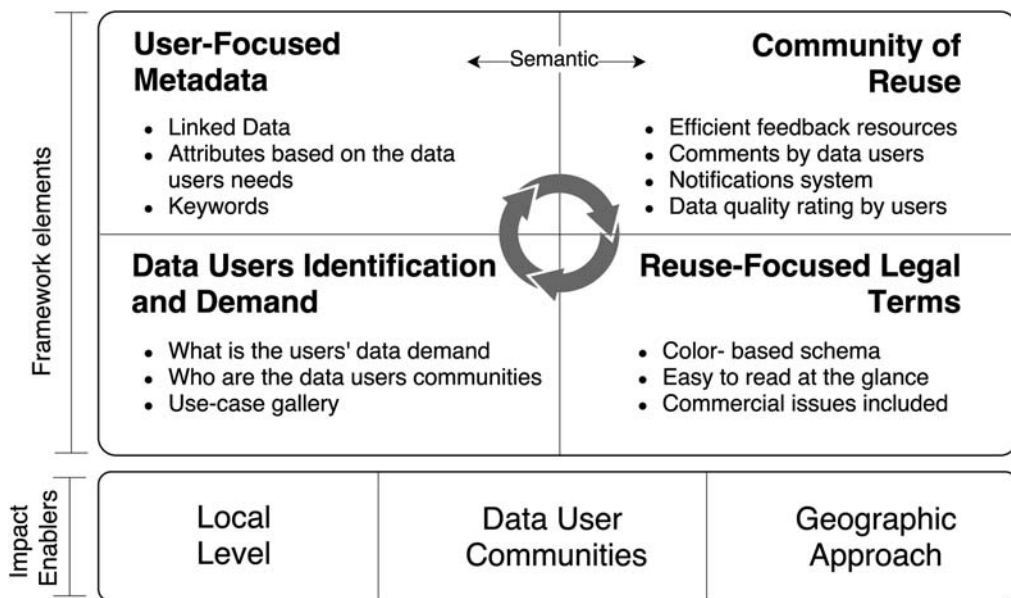 Framework elements
User-Focused
Metadata
• Linked Data
• Attributes based on the data
users needs
• Keywords
Semantic
Community of
Reuse
• Efficient feedback resources
• Comments by data users
• Notifications system
• Data quality rating by users
Data Users Identification
and Demand
• What is the users' data demand
• Who are the data users communities
• Use-case gallery
Reuse-Focused Legal
Terms
• Color- based schema
• Easy to read at the glance
• Commercial issues included
Impact
Enablers
Local
Level
Data User
Communities
Geographic
Approach